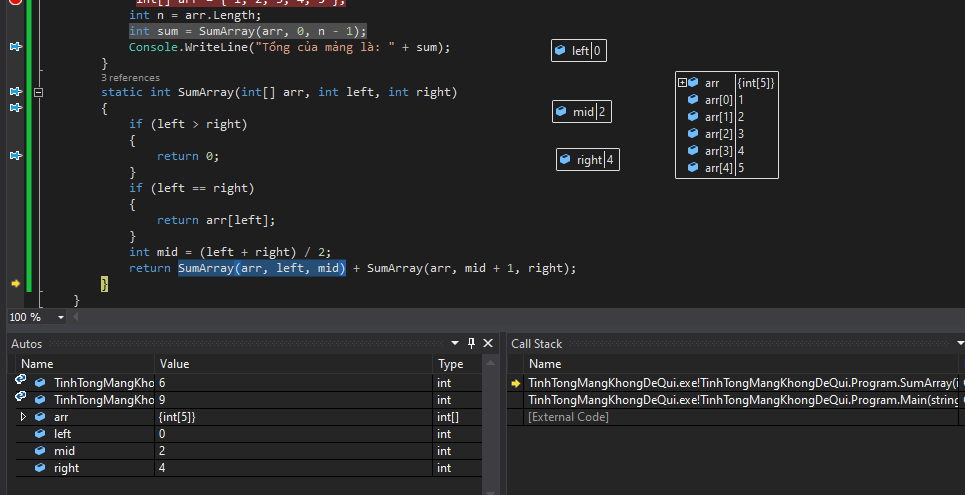 int[] arr = { 1, 2, 3, 4, 5 };
int n = arr.Length;
int sum = SumArray(arr, 0, n - 1);
Console.WriteLine("Tổng của mảng là: " + sum);
}
3 references
static int SumArray(int[] arr, int left, int right)
{
if (left > right)
{
return 0;
}
if (left == right)
{
return arr[left];
}
int mid = (left + right) / 2;
return SumArray(arr, left, mid) + SumArray(arr, mid + 1, right);
}
}
left 0
mid 2
right 4
arr {int[5]}
arr[0] 1
arr[1] 2
arr[2] 3
arr[3] 4
arr[4] 5
100 %
Autos
Name Value Type
TinhTongMangKho 6 int
TinhTongMangKho 9 int
arr {int[5]} int[]
left 0 int
mid 2 int
right 4 int
Call Stack
Name
TinhTongMangKhongDeQui.exe!TinhTongMangKhongDeQui.Program.SumArray(i
TinhTongMangKhongDeQui.exe!TinhTongMangKhongDeQui.Program.Main(string
[External Code]